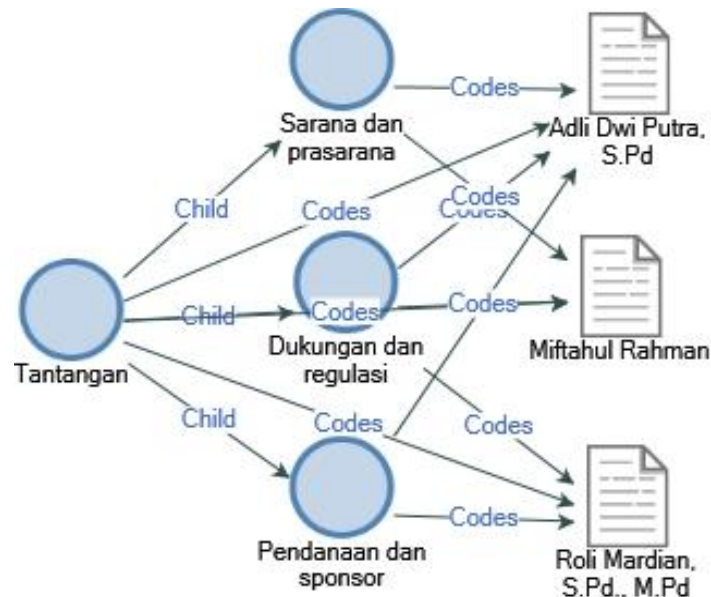 Codes
Sarana dan
prasarana
Adli Dwi Putra,
S.Pd
Child
Codes
Codes
Codes
Tantangan
Child
Codes
Codes
Dukungan dan
regulasi
Miftahul Rahman
Child
Codes
Codes
Codes
Pendanaan dan
sponsor
Roli Mardian,
S.Pd., M.Pd